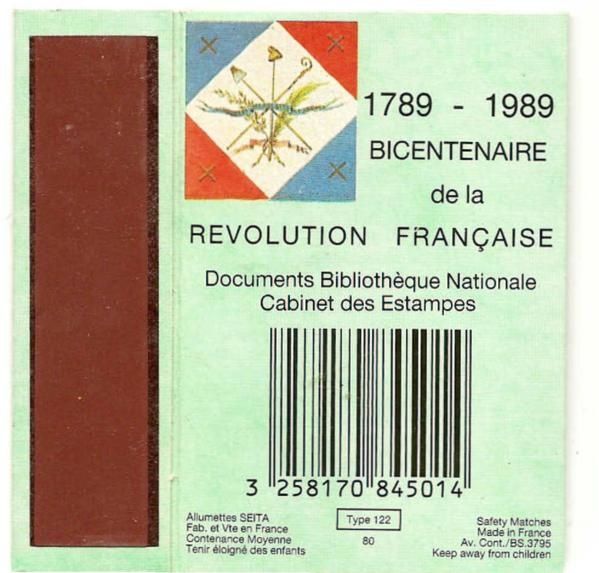 1789 - 1989
BICENTENAIRE
de la
REVOLUTION FRANÇAISE
Documents Bibliothèque Nationale
Cabinet des Estampes
3 258170 845014
Allumettes SEITA
Fab. et Vte en France
Contenance Moyenne
Tenir éloigné des enfants
Type 122
80
Safety Matches
Made in France
Av. Cont./BS.3795
Keep away from children